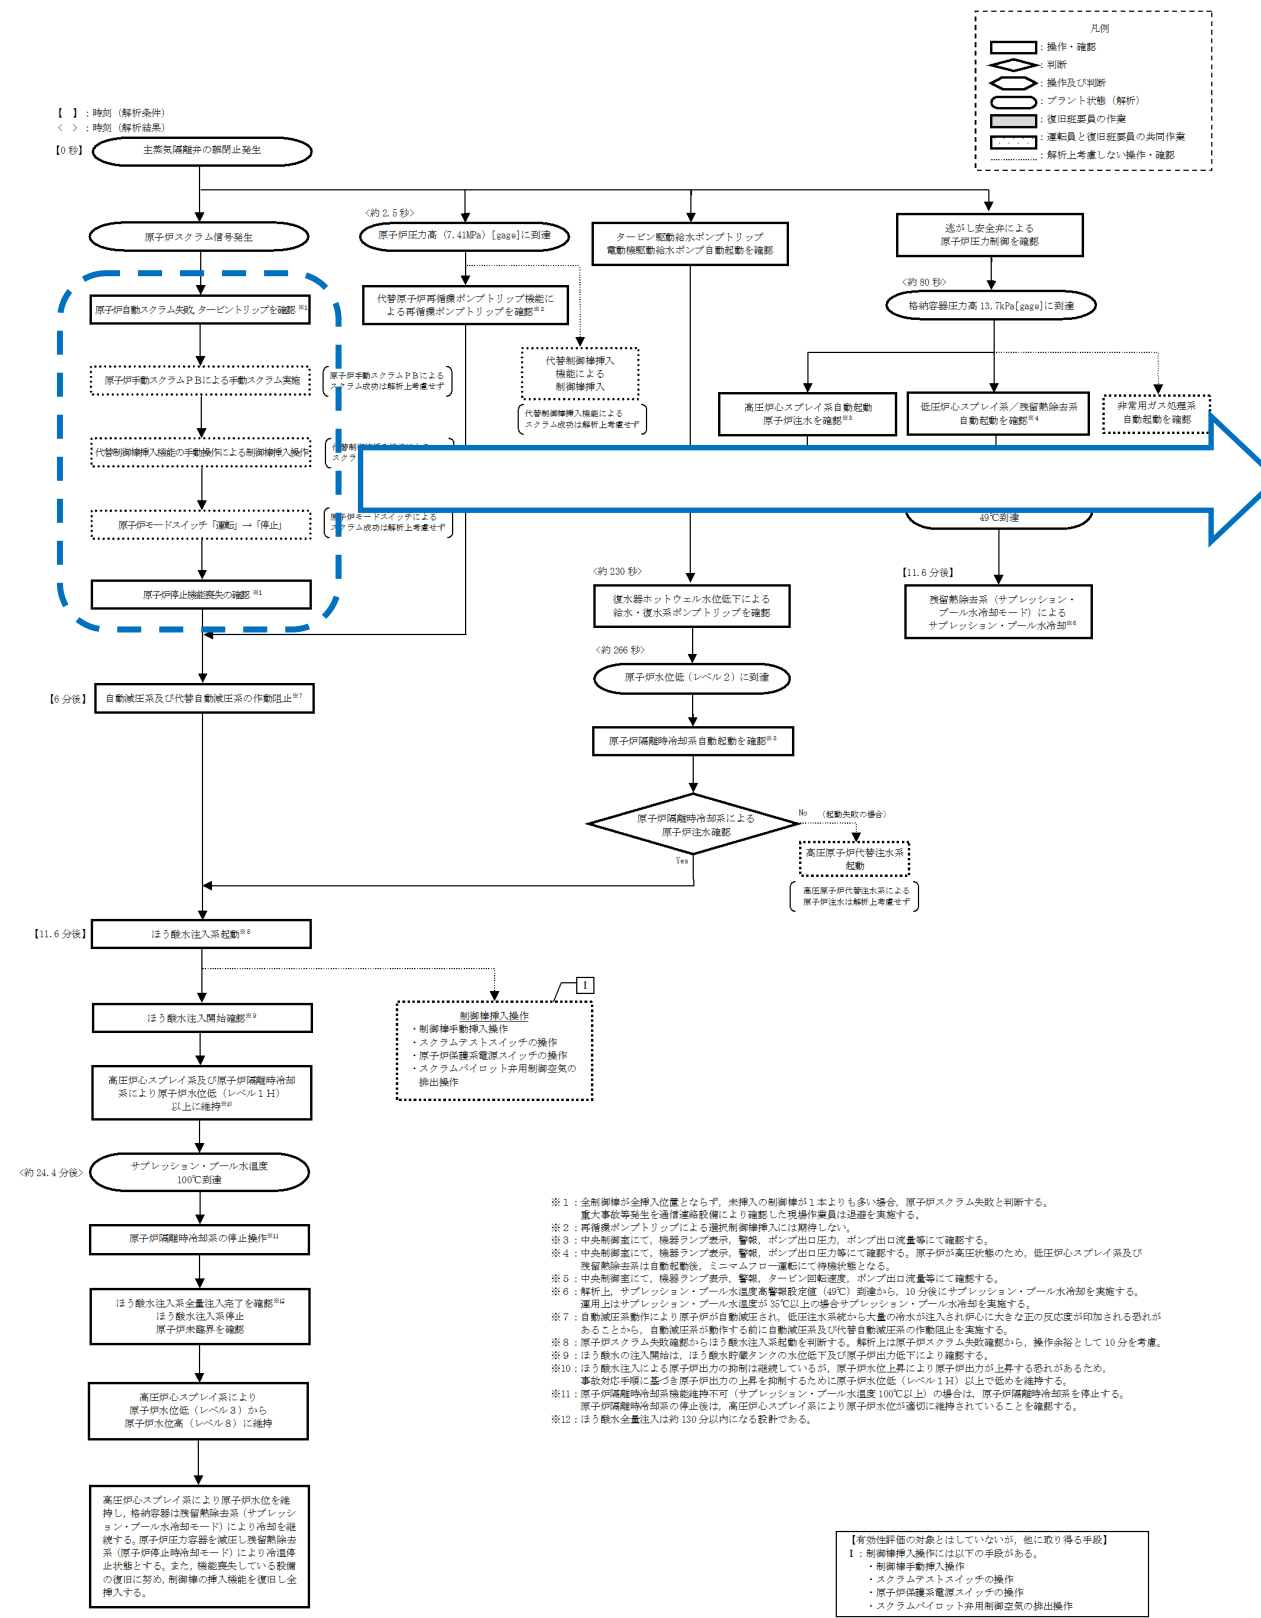 凡例
：操作・確認
：判断
：操作及び判断
：プラント状態（解析）
：復旧班要員の作業
：運転員と復旧班要員の共同作業
：解析上考慮しない操作・確認
【　】：時刻（解析条件）
〈　〉：時刻（解析結果）
【0 秒】
主蒸気隔離弁の誤閉止発生
原子炉スクラム信号発生
〈約 2.5 秒〉
原子炉圧力高（7.41MPa）[gage]に到達
タービン駆動給水ポンプトリップ
電動機駆動給水ポンプ自動起動を確認
逃がし安全弁による
原子炉圧力制御を確認
〈約 80 秒〉
格納容器圧力高 13.7kPa[gage]に到達
原子炉自動スクラム失敗，タービントリップを確認 ※1
代替原子炉再循環ポンプトリップ機能に
よる再循環ポンプトリップを確認※2
代替制御棒挿入
機能による
制御棒挿入
代替制御棒挿入機能による
スクラム成功は解析上考慮せず
原子炉手動スクラムＰＢによる手動スクラム実施
原子炉手動スクラムＰＢによる
スクラム成功は解析上考慮せず
高圧炉心スプレイ系自動起動
原子炉注水を確認※3
低圧炉心スプレイ系／残留熱除去系
自動起動を確認※4
非常用ガス処理系
自動起動を確認
代替制御棒挿入機能の手動操作による制御棒挿入操作
スクラ
原子炉モードスイッチ「運転」→「停止」
原子炉モードスイッチによる
スクラム成功は解析上考慮せず
49℃到達
原子炉停止機能喪失の確認 ※1
〈約 230 秒〉
復水器ホットウェル水位低下による
給水・復水系ポンプトリップを確認
【11.6 分後】
残留熱除去系（サプレッション・
プール水冷却モード）による
サプレッション・プール水冷却※6
〈約 266 秒〉
原子炉水位低（レベル２）に到達
【6 分後】
自動減圧系及び代替自動減圧系の作動阻止※7
原子炉隔離時冷却系自動起動を確認※5
原子炉隔離時冷却系による
原子炉注水確認
No　（起動失敗の場合）
Yes
高圧原子炉代替注水系
起動
高圧原子炉代替注水系による
原子炉注水は解析上考慮せず
【11.6 分後】
ほう酸水注入系起動※8
Ⅰ
制御棒挿入操作
・制御棒手動挿入操作
・スクラムテストスイッチの操作
・原子炉保護系電源スイッチの操作
・スクラムパイロット弁用制御空気の
排出操作
ほう酸水注入開始確認※9
高圧炉心スプレイ系及び原子炉隔離時冷却
系により原子炉水位低（レベル１Ｈ）
以上に維持※10
〈約 24.4 分後〉
サプレッション・プール水温度
100℃到達
原子炉隔離時冷却系の停止操作※11
ほう酸水注入系全量注入完了を確認※12
ほう酸水注入系停止
原子炉未臨界を確認
高圧炉心スプレイ系により
原子炉水位低（レベル３）から
原子炉水位高（レベル８）に維持
高圧炉心スプレイ系により原子炉水位を維
持し，格納容器は残留熱除去系（サプレッシ
ョン・プール水冷却モード）により冷却を継
続する。原子炉圧力容器を減圧し残留熱除去
系（原子炉停止時冷却モード）により冷温停
止状態とする。また，機能喪失している設備
の復旧に努め，制御棒の挿入機能を復旧し全
挿入する。
※１：全制御棒が全挿入位置とならず，未挿入の制御棒が１本よりも多い場合，原子炉スクラム失敗と判断する。
重大事故等発生を通信連絡設備により確認した現場作業員は退避を実施する。
※２：再循環ポンプトリップによる選択制御棒挿入には期待しない。
※３：中央制御室にて，機器ランプ表示，警報，ポンプ出口圧力，ポンプ出口流量等にて確認する。
※４：中央制御室にて，機器ランプ表示，警報，ポンプ出口圧力等にて確認する。原子炉が高圧状態のため，低圧炉心スプレイ系及び
残留熱除去系は自動起動後，ミニマムフロー運転にて待機状態となる。
※５：中央制御室にて，機器ランプ表示，警報，タービン回転速度，ポンプ出口流量等にて確認する。
※６：解析上，サプレッション・プール水温度高警報設定値（49℃）到達から，10 分後にサプレッション・プール水冷却を実施する。
運用上はサプレッション・プール水温度が 35℃以上の場合サプレッション・プール水冷却を実施する。
※７：自動減圧系動作により原子炉が自動減圧され，低圧注水系統から大量の冷水が注入され炉心に大きな正の反応度が印加される恐れが
あることから，自動減圧系が動作する前に自動減圧系及び代替自動減圧系の作動阻止を実施する。
※８：原子炉スクラム失敗確認からほう酸水注入系起動を判断する。解析上は原子炉スクラム失敗確認から，操作余裕として 10 分を考慮。
※９：ほう酸水の注入開始は，ほう酸水貯蔵タンクの水位低下及び原子炉出力低下により確認する。
※10：ほう酸水注入による原子炉出力の抑制は継続しているが，原子炉水位上昇により原子炉出力が上昇する恐れがあるため，
事故対応手順に基づき原子炉出力の上昇を抑制するために原子炉水位低（レベル１Ｈ）以上で低めを維持する。
※11：原子炉隔離時冷却系機能維持不可（サプレッション・プール水温度 100℃以上）の場合は，原子炉隔離時冷却系を停止する。
原子炉隔離時冷却系の停止後は，高圧炉心スプレイ系により原子炉水位が適切に維持されていることを確認する。
※12：ほう酸水全量注入は約 130 分以内になる設計である。
【有効性評価の対象とはしていないが，他に取り得る手段】
Ⅰ：制御棒挿入操作には以下の手段がある。
・制御棒手動挿入操作
・スクラムテストスイッチの操作
・原子炉保護系電源スイッチの操作
・スクラムパイロット弁用制御空気の排出操作